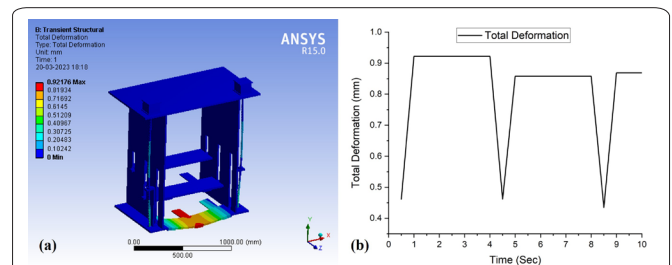 B: Transient Structural
Total Deformation
Type: Total Deformation
Unit: mm
Time: 1
20-03-2023 18:18
0.92176 Max
0.81934
0.71692
0.6145
0.51209
0.40967
0.30725
0.20483
0.10242
0 Min
ANSYS
R15.0
Y
X
Z
0.00
1000.00 (mm)
500.00
(a)
Total Deformation
Total Deformation (mm)
1.0
0.9
0.8
0.7
0.6
0.5
0.4
0 1 2 3 4 5 6 7 8 9 10
Time (Sec)
(b)